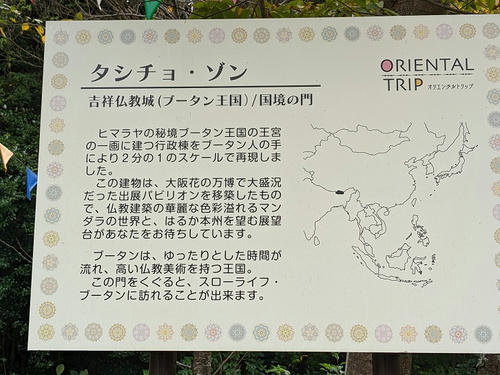 タシチョ・ゾン
吉祥仏教城(ブータン王国)/国境の門
ORIENTAL
TRIP オリエンタルトリップ
ヒマラヤの秘境ブータン王国の王宮
の一画に建つ行政棟をブータン人の手
により２分の１のスケールで再現しま
した。
この建物は、大阪花の万博で大盛況
だった出展パビリオンを移築したもの
で、仏教建築の華麗な色彩溢れるマン
ダラの世界と、はるか本州を望む展望
台があなたをお待ちしています。
ブータンは、ゆったりとした時間が
流れ、高い仏教美術を持つ王国。
この門をくぐると、スローライフ・
ブータンに訪れることが出来ます。